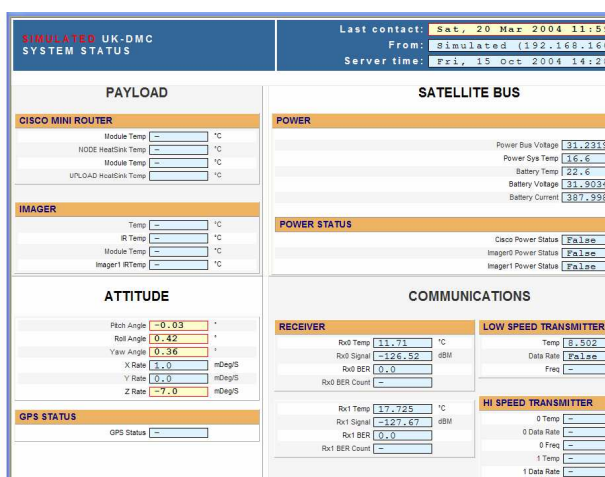 SIMULATED UK-DMC
SYSTEM STATUS
Last contact: Sat, 20 Mar 2004 11:5
From: Simulated (192.168.16
Server time: Fri, 15 Oct 2004 14:2
PAYLOAD
CISCO MINI ROUTER
Module Temp – °C
NODE HeatSink Temp – °C
Module Temp – °C
UPLOAD HeatSink Temp – °C
IMAGER
Temp – °C
IR Temp – °C
Module Temp – °C
Imager1 IRTemp – °C
SATELLITE BUS
POWER
Power Bus Voltage 31.2319
Power Sys Temp 16.6
Battery Temp 22.6
Battery Voltage 31.9034
Battery Current 387.998
POWER STATUS
Cisco Power Status False
Imager0 Power Status False
Imager1 Power Status False
ATTITUDE
Pitch Angle -0.03 °
Roll Angle 0.42 °
Yaw Angle 0.36 °
X Rate 1.0 mDeg/S
Y Rate 0.0 mDeg/S
Z Rate -7.0 mDeg/S
GPS STATUS
GPS Status –
COMMUNICATIONS
RECEIVER
Rx0 Temp 11.71 °C
Rx0 Signal -126.52 dBM
Rx0 BER 0.0
Rx0 BER Count –
Rx1 Temp 17.725 °C
Rx1 Signal -127.67 dBM
Rx1 BER 0.0
Rx1 BER Count –
LOW SPEED TRANSMITTER
Temp 8.502
Data Rate False
Freq –
HI SPEED TRANSMITTER
0 Temp –
0 Data Rate –
0 Freq –
1 Temp –
1 Data Rate –